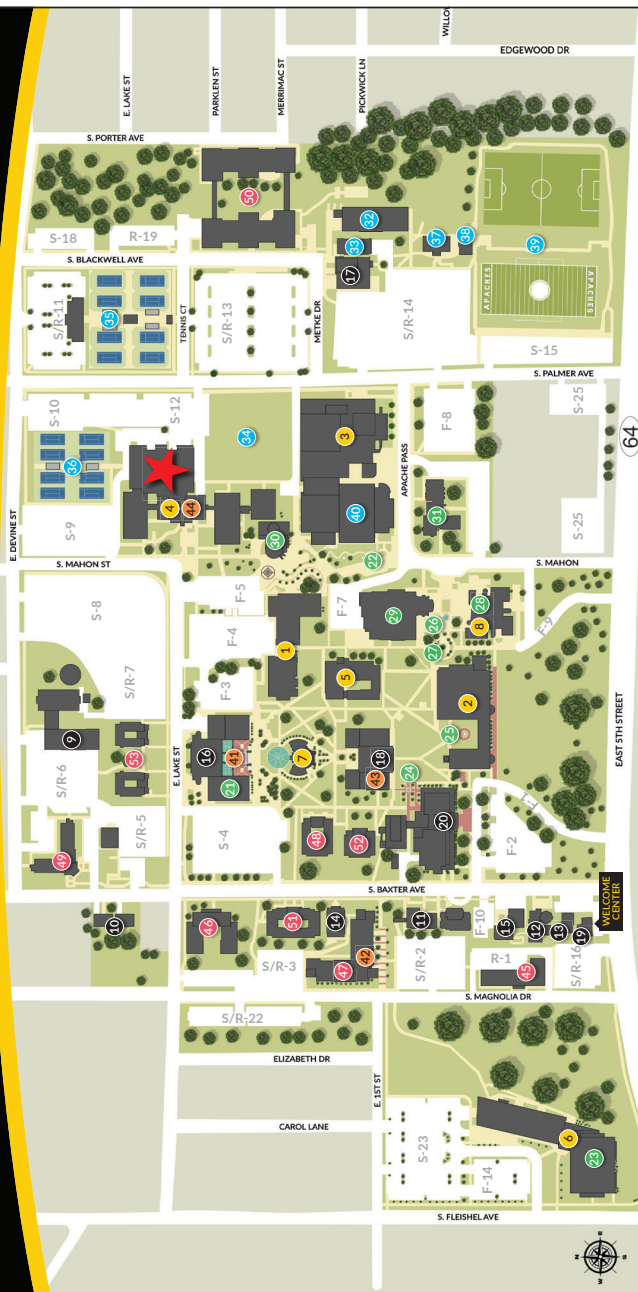 EDGEWOOD DR
WILLO
E. LAKE ST
PARKLEN ST
MERRIMAC ST
PICKWICK LN
S. PORTER AVE
50
32
33
17
37
38
39
S-18
R-19
S. BLACKWELL AVE
S/R-11
35
TENNIS CT
S/R-13
METKE DR
S/R-14
APACHES
APACHES
S-15
S. PALMER AVE
S-10
S-12
36
34
3
F-8
S-25
64
4
44
APACHE PASS
E. DEVINE ST
S-9
30
40
31
S-25
22
S. MAHON ST
S. MAHON
S-8
F-5
F-7
29
26
28
F-4
1
27
8
F-9
S/R-7
F-3
5
2
9
53
16
41
7
18
43
25
24
S/R-6
E. LAKE ST
21
EAST 5TH STREET
S/R-5
S-4
48
52
20
F-1
F-2
49
S. BAXTER AVE
WELCOME
CENTER
10
46
51
14
11
F-10
15
12
13
19
42
47
S/R-3
S/R-2
R-1
45
S/R-16
S. MAGNOLIA DR
S/R-22
ELIZABETH DR
E. 1ST ST
CAROL LANE
S-23
F-14
6
23
S. FLEISHEL AVE
N
E
S
W